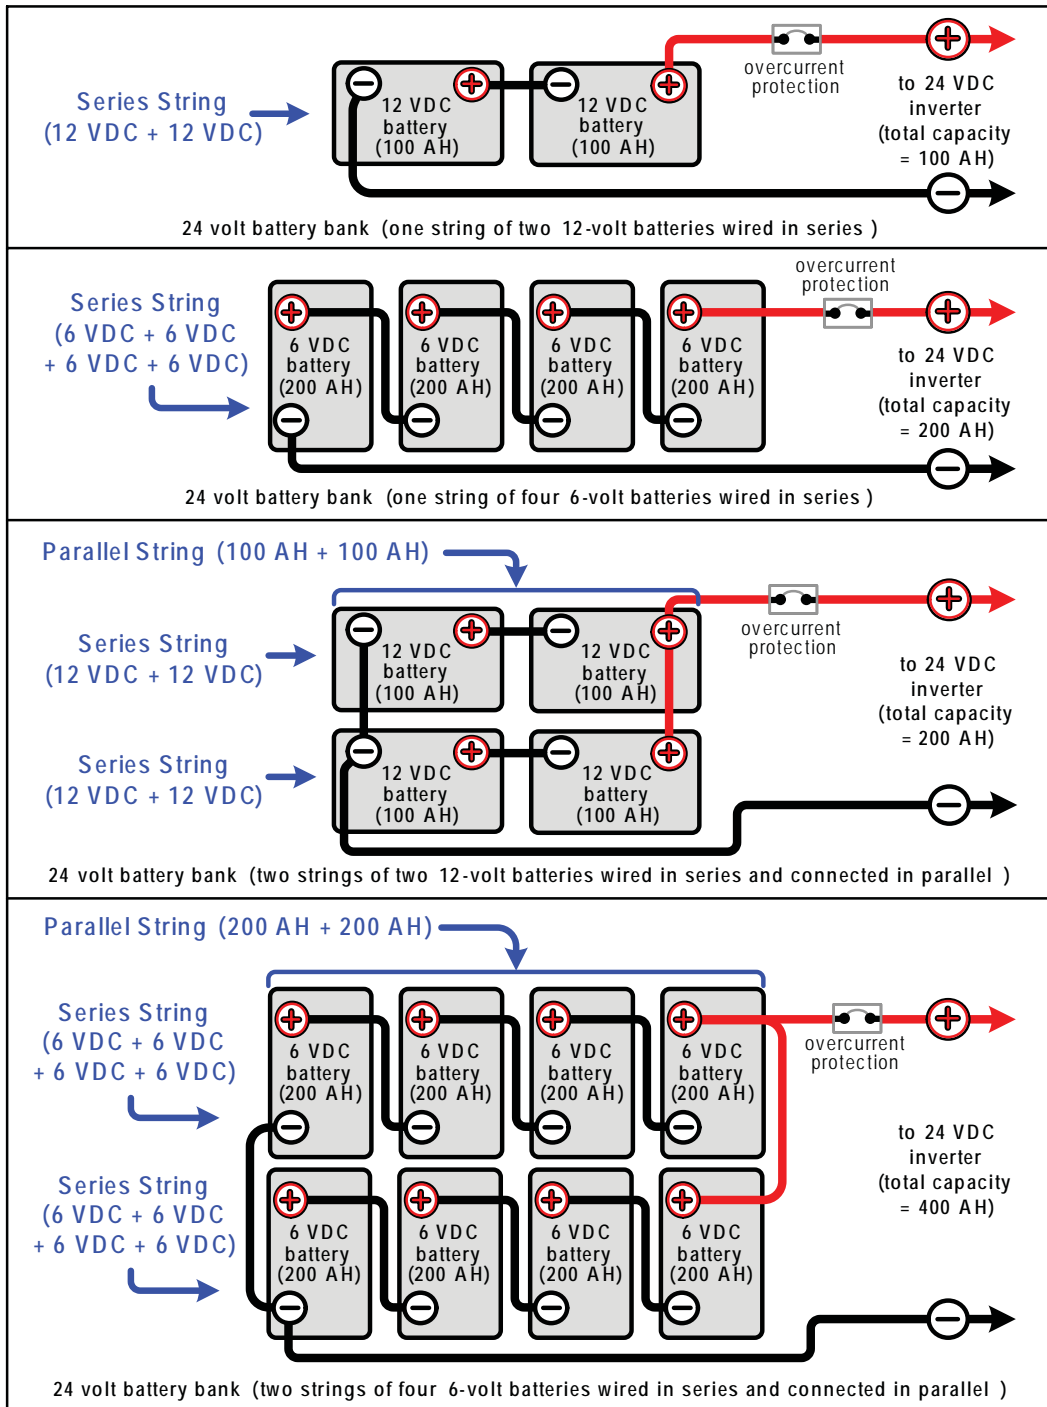 Series String
(12 VDC + 12 VDC)
12 VDC
battery
(100 AH)
12 VDC
battery
(100 AH)
overcurrent
protection
to 24 VDC
inverter
(total capacity
= 100 AH)
24 volt battery bank (one string of two 12-volt batteries wired in series )
Series String
(6 VDC + 6 VDC
+ 6 VDC + 6 VDC)
6 VDC
battery
(200 AH)
6 VDC
battery
(200 AH)
6 VDC
battery
(200 AH)
6 VDC
battery
(200 AH)
overcurrent
protection
to 24 VDC
inverter
(total capacity
= 200 AH)
24 volt battery bank (one string of four 6-volt batteries wired in series )
Parallel String (100 AH + 100 AH)
Series String
(12 VDC + 12 VDC)
12 VDC
battery
(100 AH)
12 VDC
battery
(100 AH)
overcurrent
protection
to 24 VDC
inverter
(total capacity
= 200 AH)
Series String
(12 VDC + 12 VDC)
12 VDC
battery
(100 AH)
12 VDC
battery
(100 AH)
24 volt battery bank (two strings of two 12-volt batteries wired in series and connected in parallel )
Parallel String (200 AH + 200 AH)
Series String
(6 VDC + 6 VDC
+ 6 VDC + 6 VDC)
6 VDC
battery
(200 AH)
6 VDC
battery
(200 AH)
6 VDC
battery
(200 AH)
6 VDC
battery
(200 AH)
overcurrent
protection
to 24 VDC
inverter
(total capacity
= 400 AH)
Series String
(6 VDC + 6 VDC
+ 6 VDC + 6 VDC)
6 VDC
battery
(200 AH)
6 VDC
battery
(200 AH)
6 VDC
battery
(200 AH)
6 VDC
battery
(200 AH)
24 volt battery bank (two strings of four 6-volt batteries wired in series and connected in parallel )